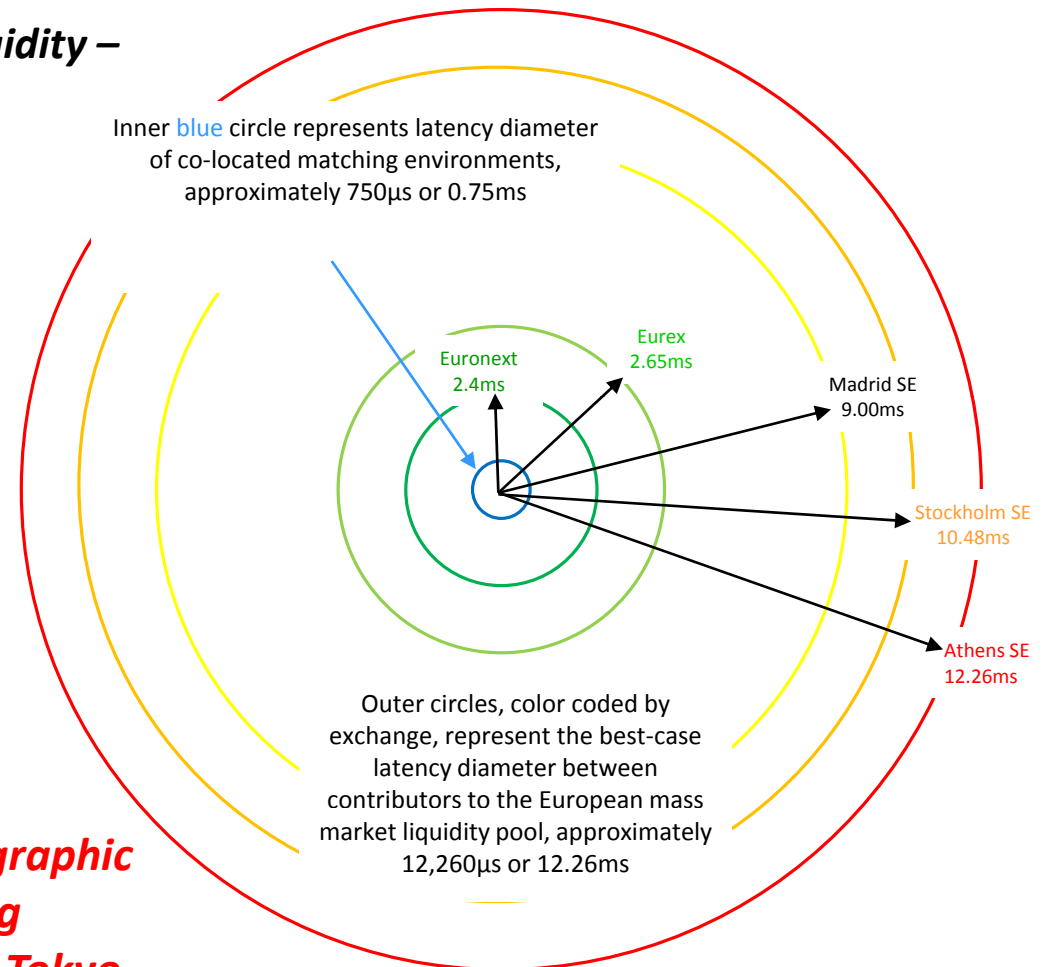 uidity –
Inner blue circle represents latency diameter
of co-located matching environments,
approximately 750µs or 0.75ms
Euronext
2.4ms
Eurex
2.65ms
Madrid SE
9.00ms
Stockholm SE
10.48ms
Athens SE
12.26ms
Outer circles, color coded by
exchange, represent the best-case
latency diameter between
contributors to the European mass
market liquidity pool, approximately
12,260µs or 12.26ms
graphic
g
Tokyo